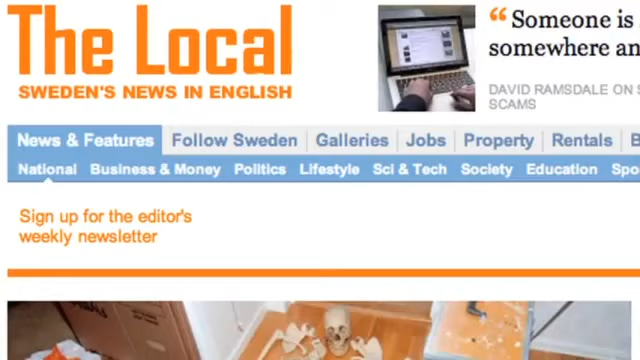 The Local
SWEDEN'S NEWS IN ENGLISH
“Someone is
somewhere an
DAVID RAMSDALE ON S
SCAMS
News & Features
Follow Sweden
Galleries
Jobs
Property
Rentals
National
Business & Money
Politics
Lifestyle
Sci & Tech
Society
Education
Spo
Sign up for the editor's
weekly newsletter